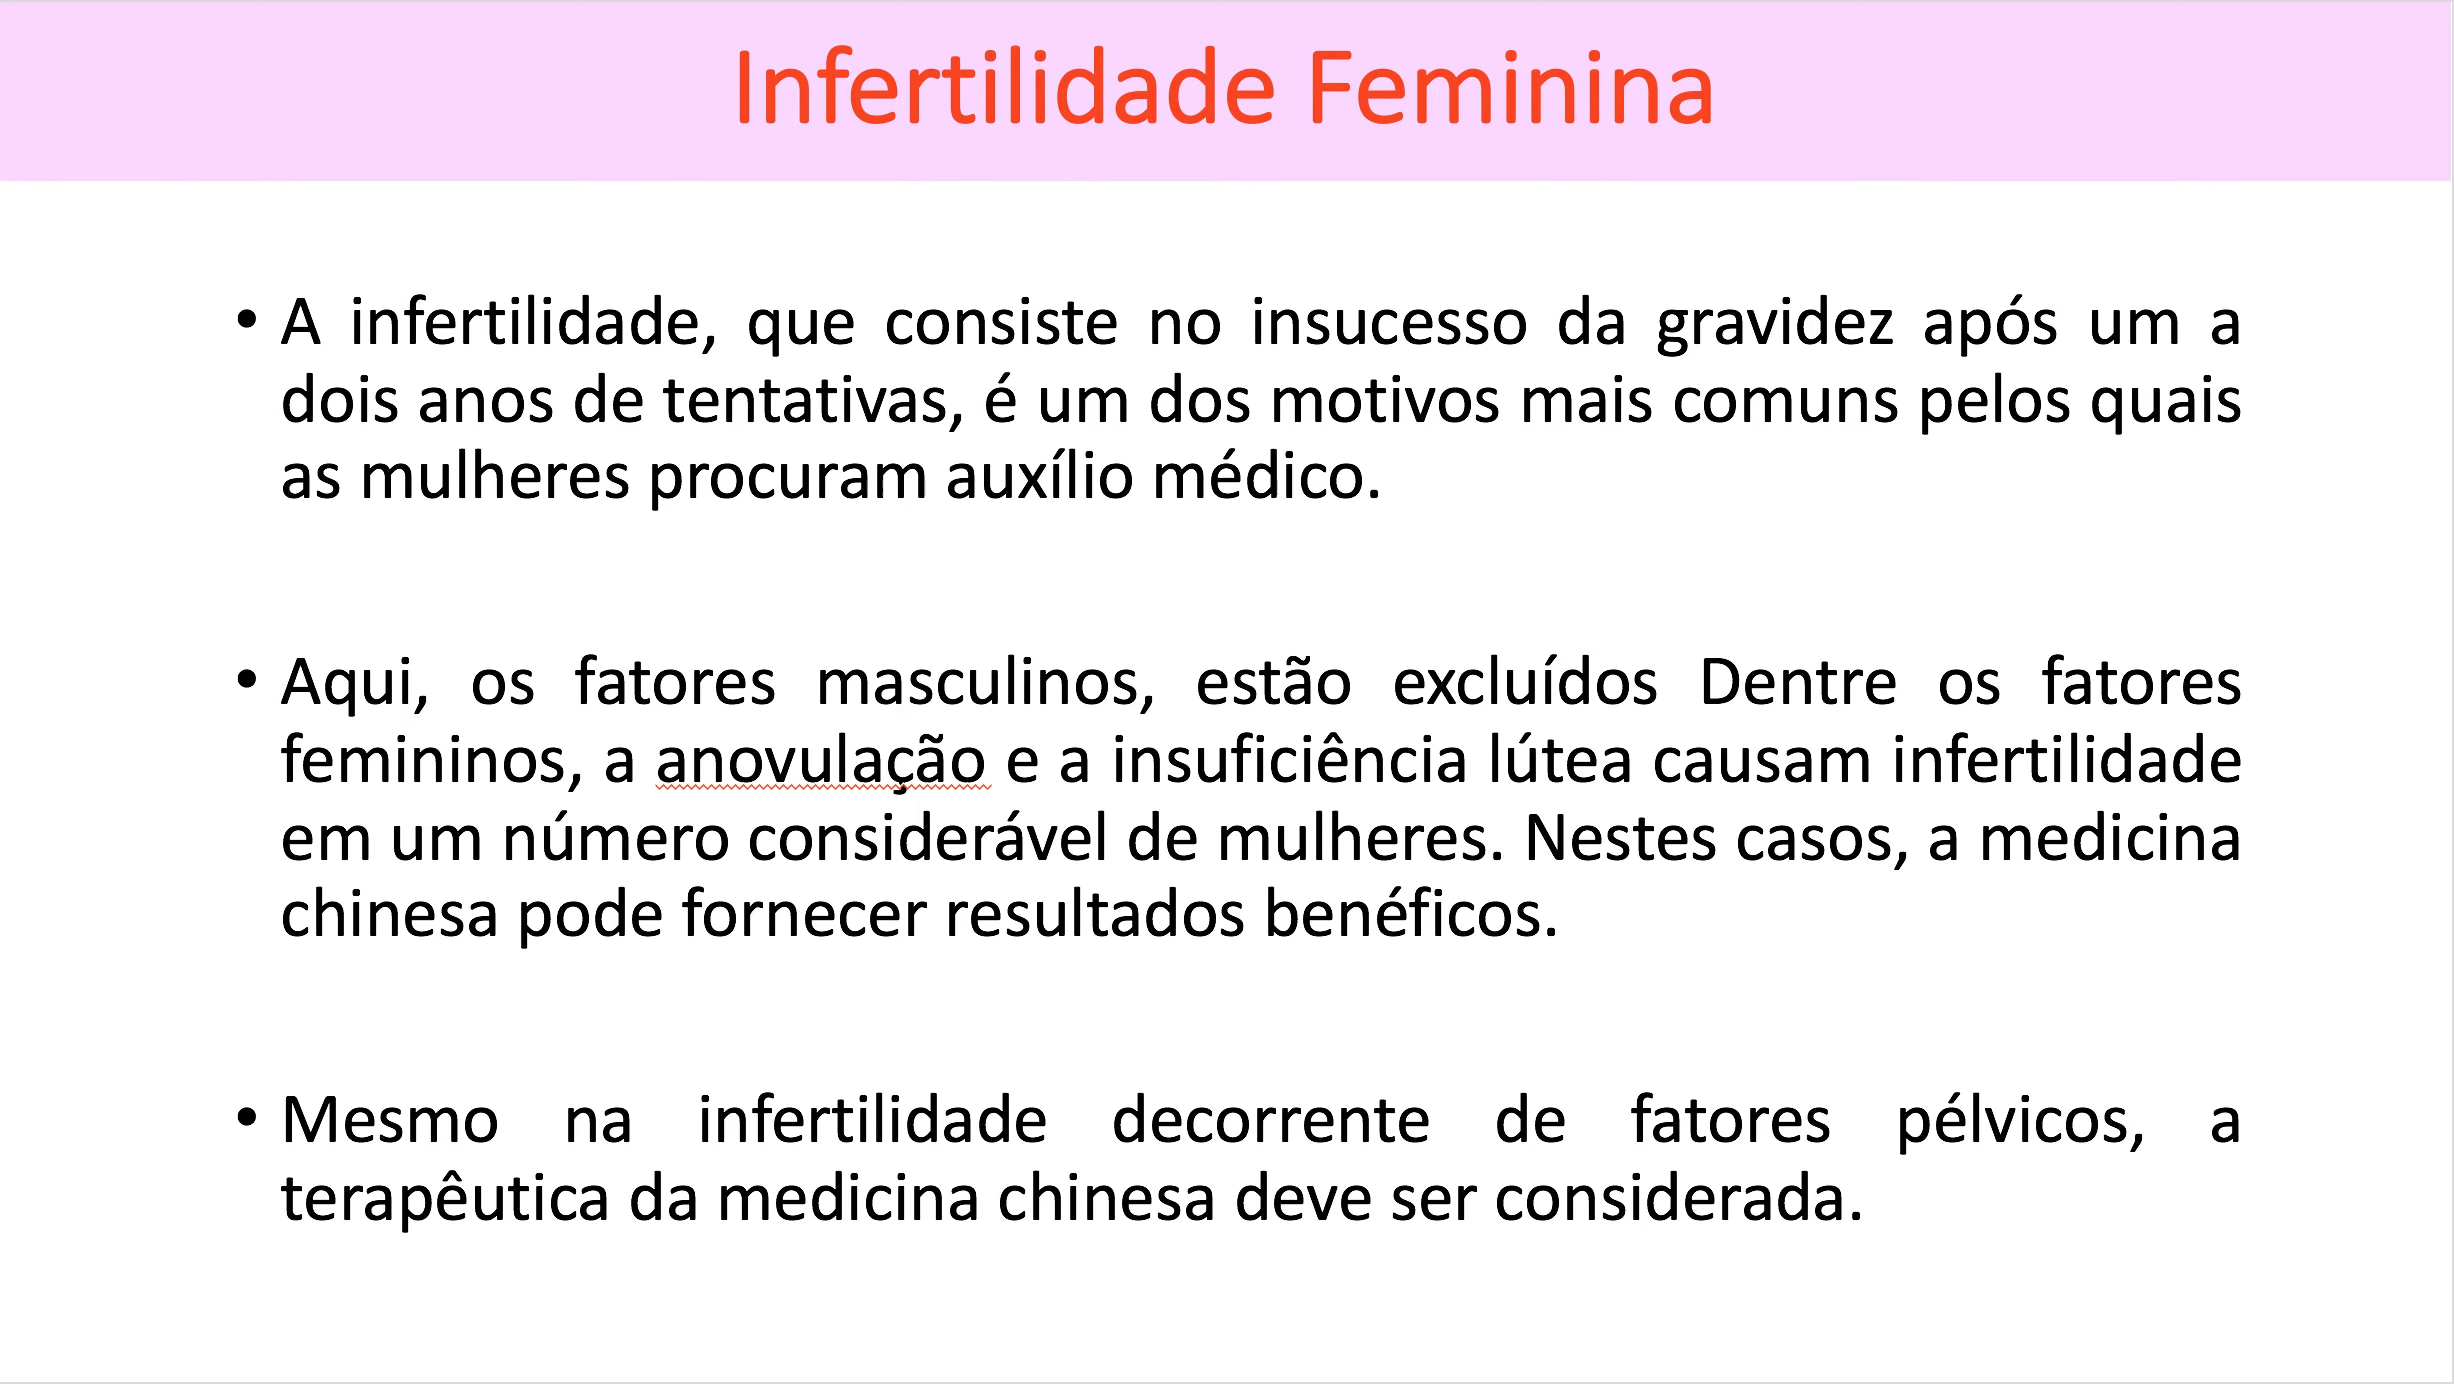 Infertilidade Feminina
• A infertilidade, que consiste no insucesso da gravidez após um a
dois anos de tentativas, é um dos motivos mais comuns pelos quais
as mulheres procuram auxílio médico.
• Aqui, os fatores masculinos, estão excluídos Dentre os fatores
femininos, a anovulação e a insuficiência lútea causam infertilidade
em um número considerável de mulheres. Nestes casos, a medicina
chinesa pode fornecer resultados benéficos.
• Mesmo na infertilidade decorrente de fatores pélvicos, a
terapêutica da medicina chinesa deve ser considerada.